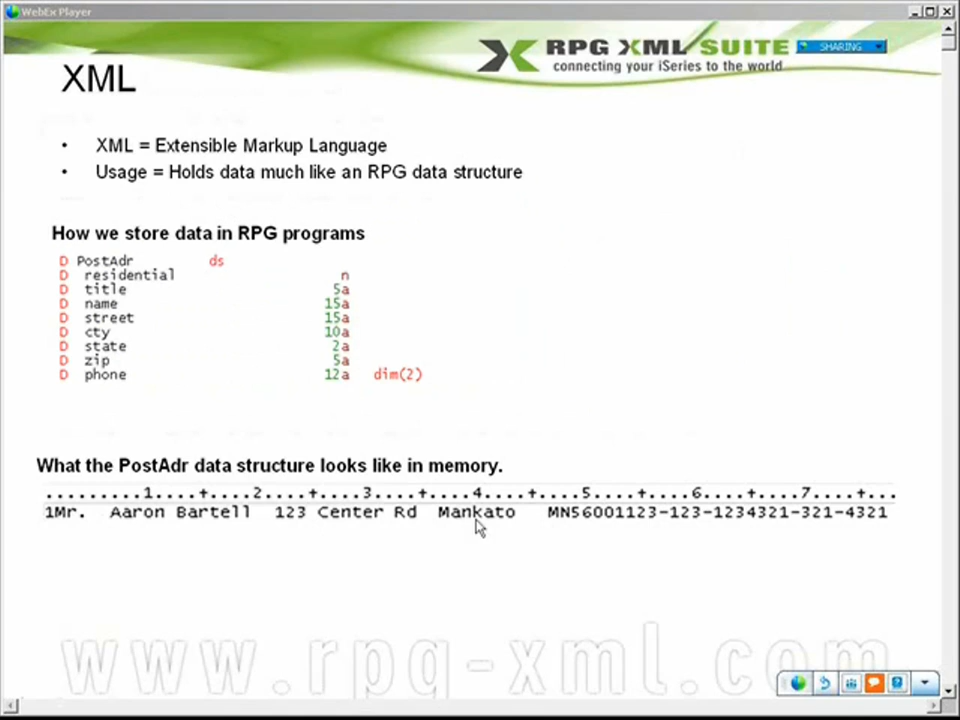 WebEx Player
RPG XML SUITE
SHARING
connecting your iSeries to the world
XML
• XML = Extensible Markup Language
• Usage = Holds data much like an RPG data structure
How we store data in RPG programs
D PostAdr ds
D residential n
D title 5a
D name 15a
D street 15a
D cty 10a
D state 2a
D zip 5a
D phone 12a dim(2)
What the PostAdr data structure looks like in memory.
.........1....+....2....+....3....+....4....+....5....+....6....+....7....+...
1Mr.  Aaron Bartell  123 Center Rd  Mankato   MN56001123-123-1234321-321-4321
www.rpg-xml.com